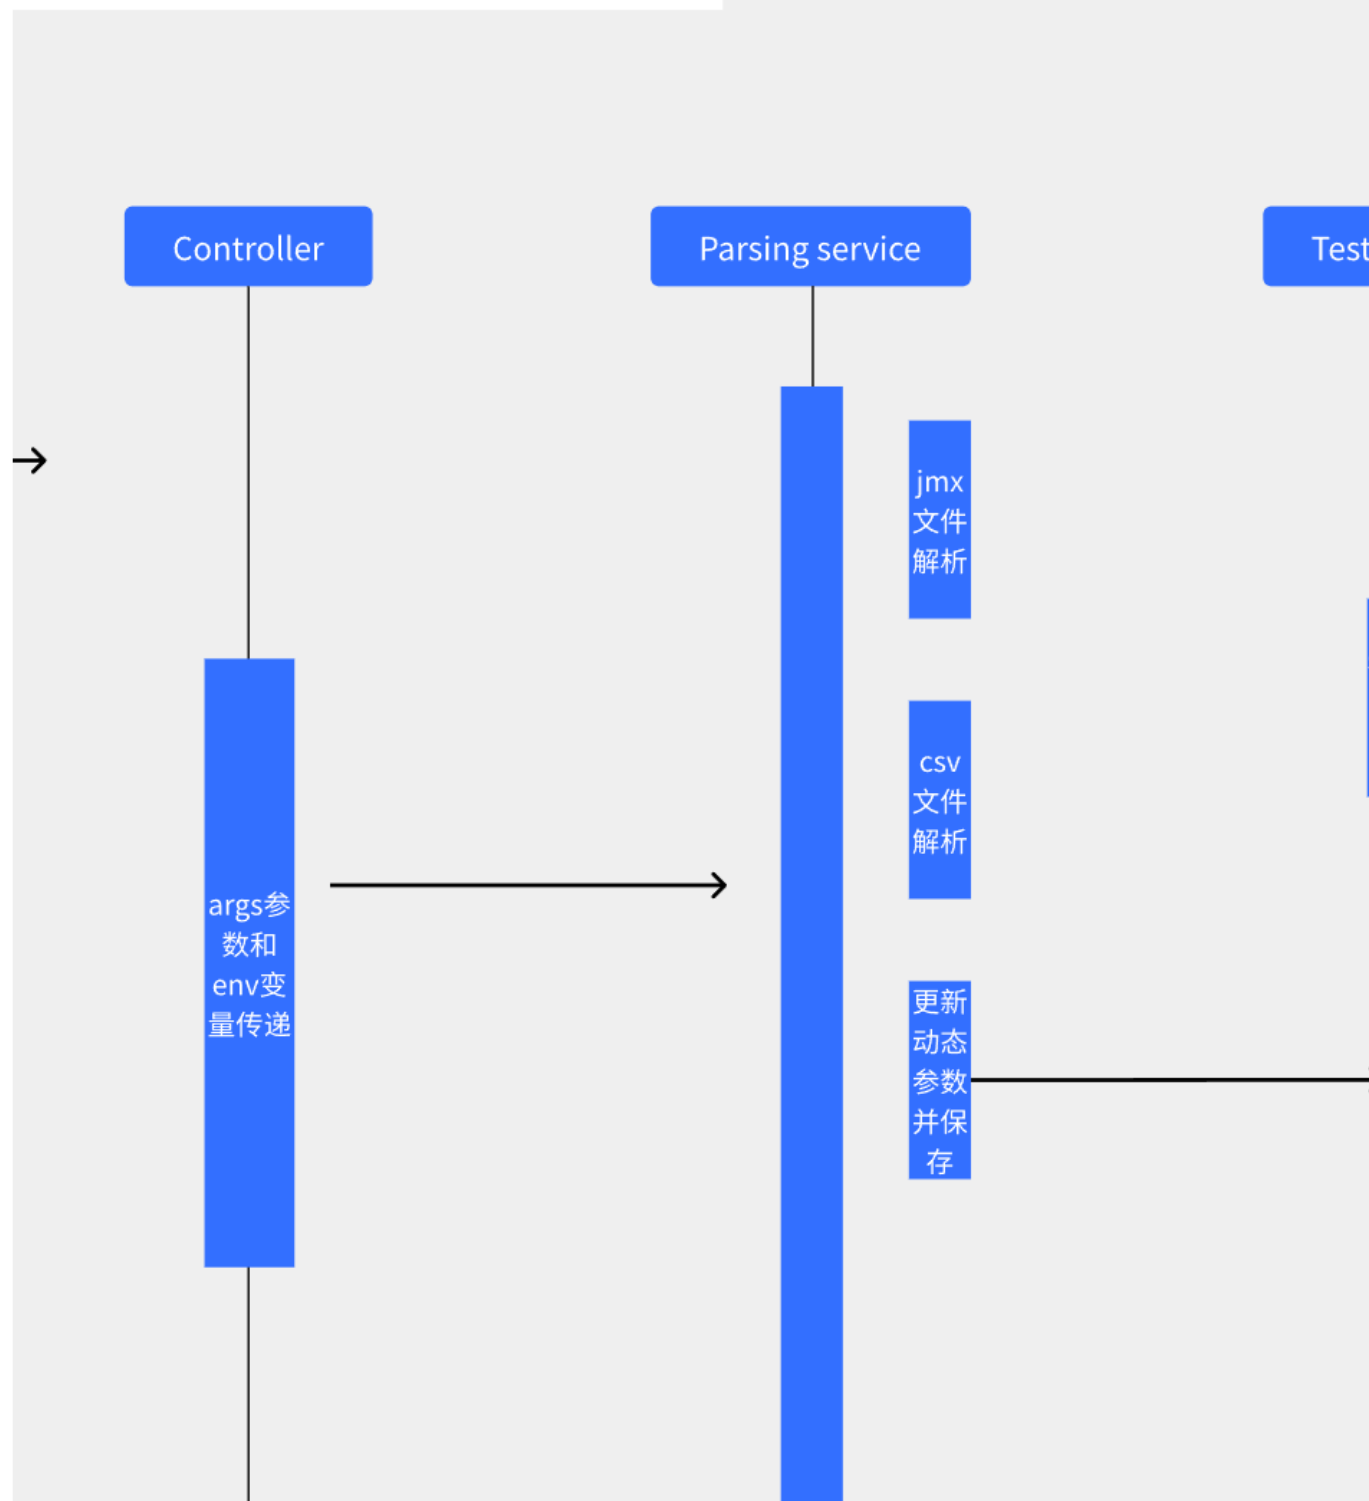 Controller
Parsing service
Test
jmx
文件
解析
csv
文件
解析
args参
数和
env变
量传递
更新
动态
参数
并保
存